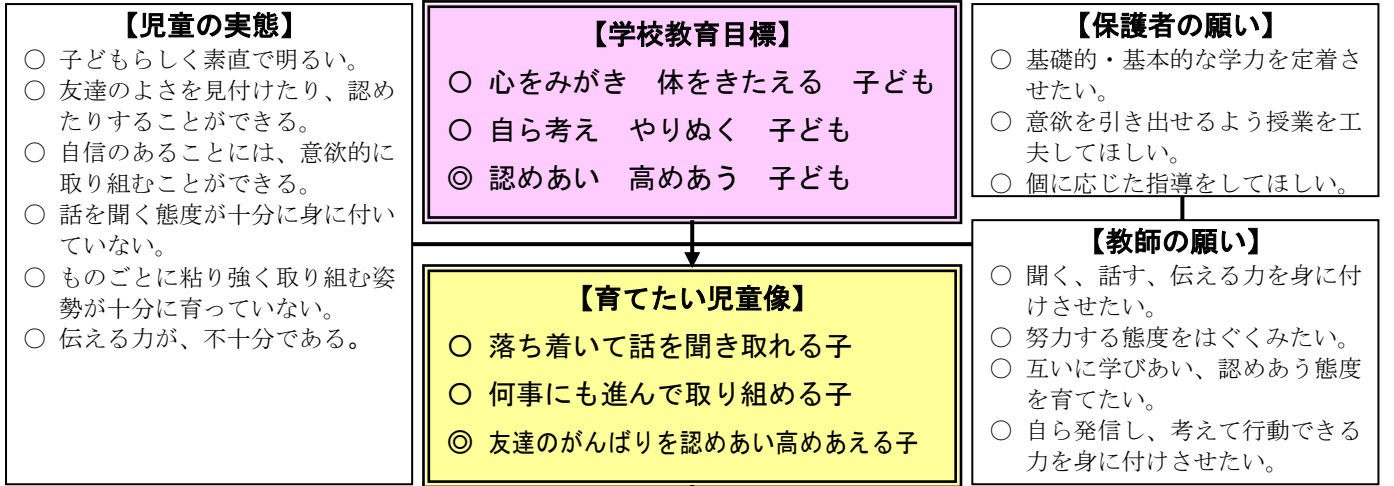 【児童の実態】
○ 子どもらしく素直で明るい。
○ 友達のよさを見付けたり、認め
たりすることができる。
○ 自信のあることには、意欲的に
取り組むことができる。
○ 話を聞く態度が十分に身に付い
ていない。
○ ものごとに粘り強く取り組む姿
勢が十分に育っていない。
○ 伝える力が、不十分である。
【学校教育目標】
○ 心をみがき 体をきたえる 子ども
○ 自ら考え やりぬく 子ども
◎ 認めあい 高めあう 子ども
【育てたい児童像】
○ 落ち着いて話を聞き取れる子
○ 何事にも進んで取り組める子
◎ 友達のがんばりを認めあい高めあえる子
【保護者の願い】
○ 基礎的・基本的な学力を定着さ
せたい。
○ 意欲を引き出せるよう授業を工
夫してほしい。
○ 個に応じた指導をしてほしい。
【教師の願い】
○ 聞く、話す、伝える力を身に付
けさせたい。
○ 努力する態度をはぐくみたい。
○ 互いに学びあい、認めあう態度
を育てたい。
○ 自ら発信し、考えて行動できる
力を身に付けさせたい。